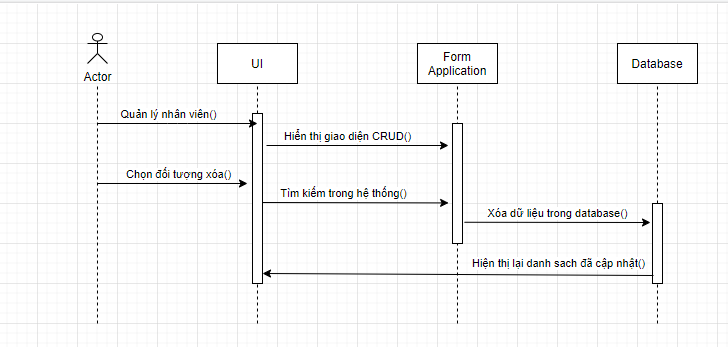 Actor
UI
Form
Application
Database
Quản lý nhân viên()
Hiển thị giao diện CRUD()
Chọn đối tượng xóa()
Tìm kiếm trong hệ thống()
Xóa dữ liệu trong database()
Hiện thị lại danh sach đã cập nhật()